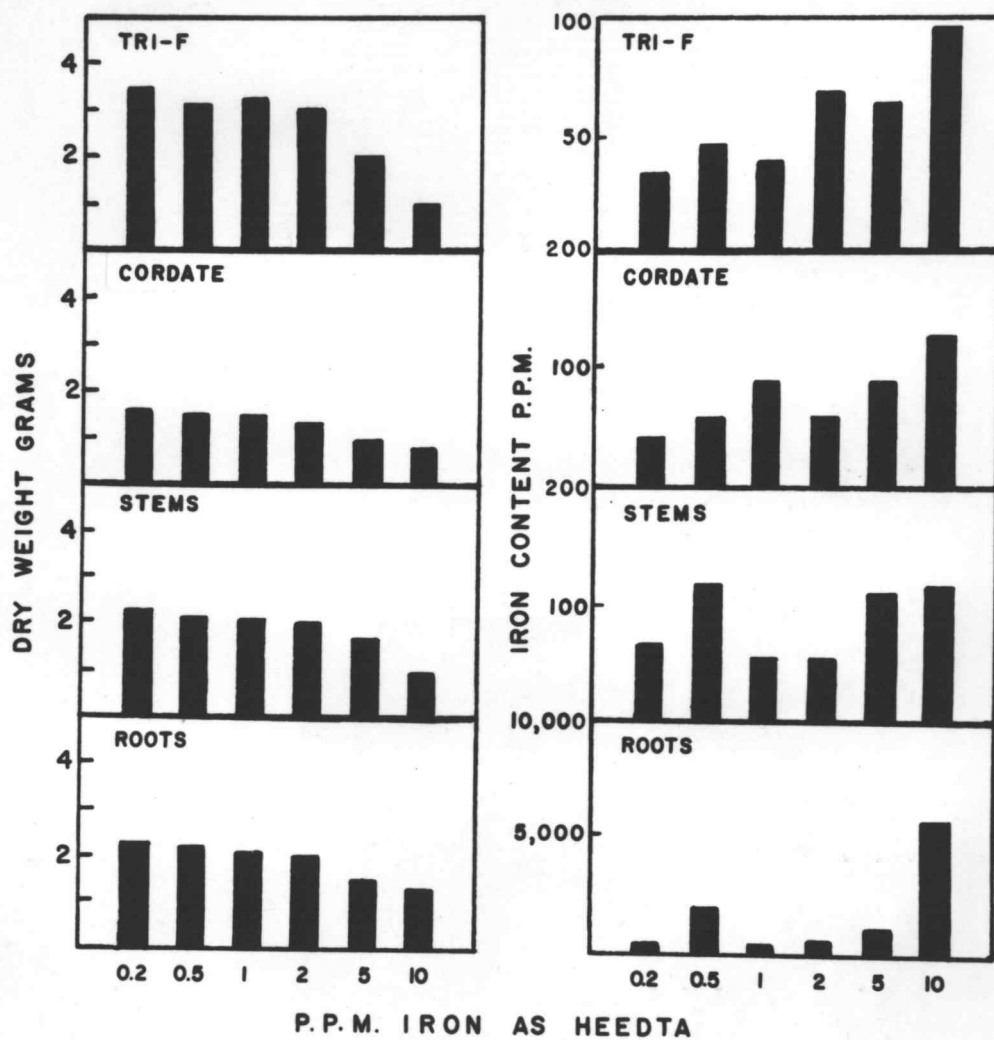 DRY WEIGHT GRAMS
TRI-F
4
2
CORDATE
4
2
STEMS
4
2
ROOTS
4
2
0.2 0.5 1 2 5 10
IRON CONTENT P.P.M.
100
TRI-F
50
200
CORDATE
100
200
STEMS
100
10,000
ROOTS
5,000
0.2 0.5 1 2 5 10
P.P.M. IRON AS HEEDTA